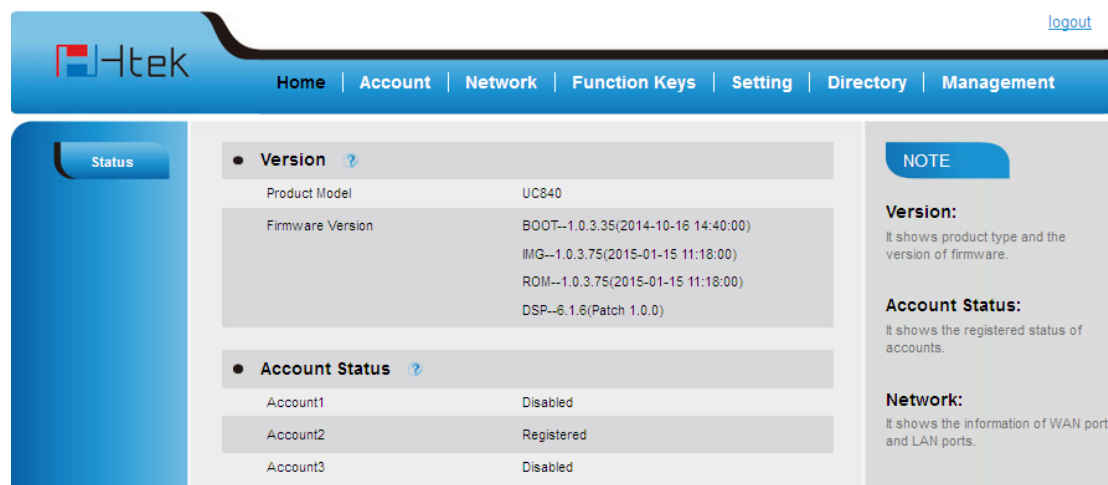 logout
Htek
Home | Account | Network | Function Keys | Setting | Directory | Management
Status
Version ?
Product Model UC840
Firmware Version BOOT--1.0.3.35(2014-10-16 14:40:00)
IMG--1.0.3.75(2015-01-15 11:18:00)
ROM--1.0.3.75(2015-01-15 11:18:00)
DSP--6.1.6(Patch 1.0.0)
Account Status ?
Account1 Disabled
Account2 Registered
Account3 Disabled
NOTE
Version:
It shows product type and the
version of firmware.
Account Status:
It shows the registered status of
accounts.
Network:
It shows the information of WAN port
and LAN ports.